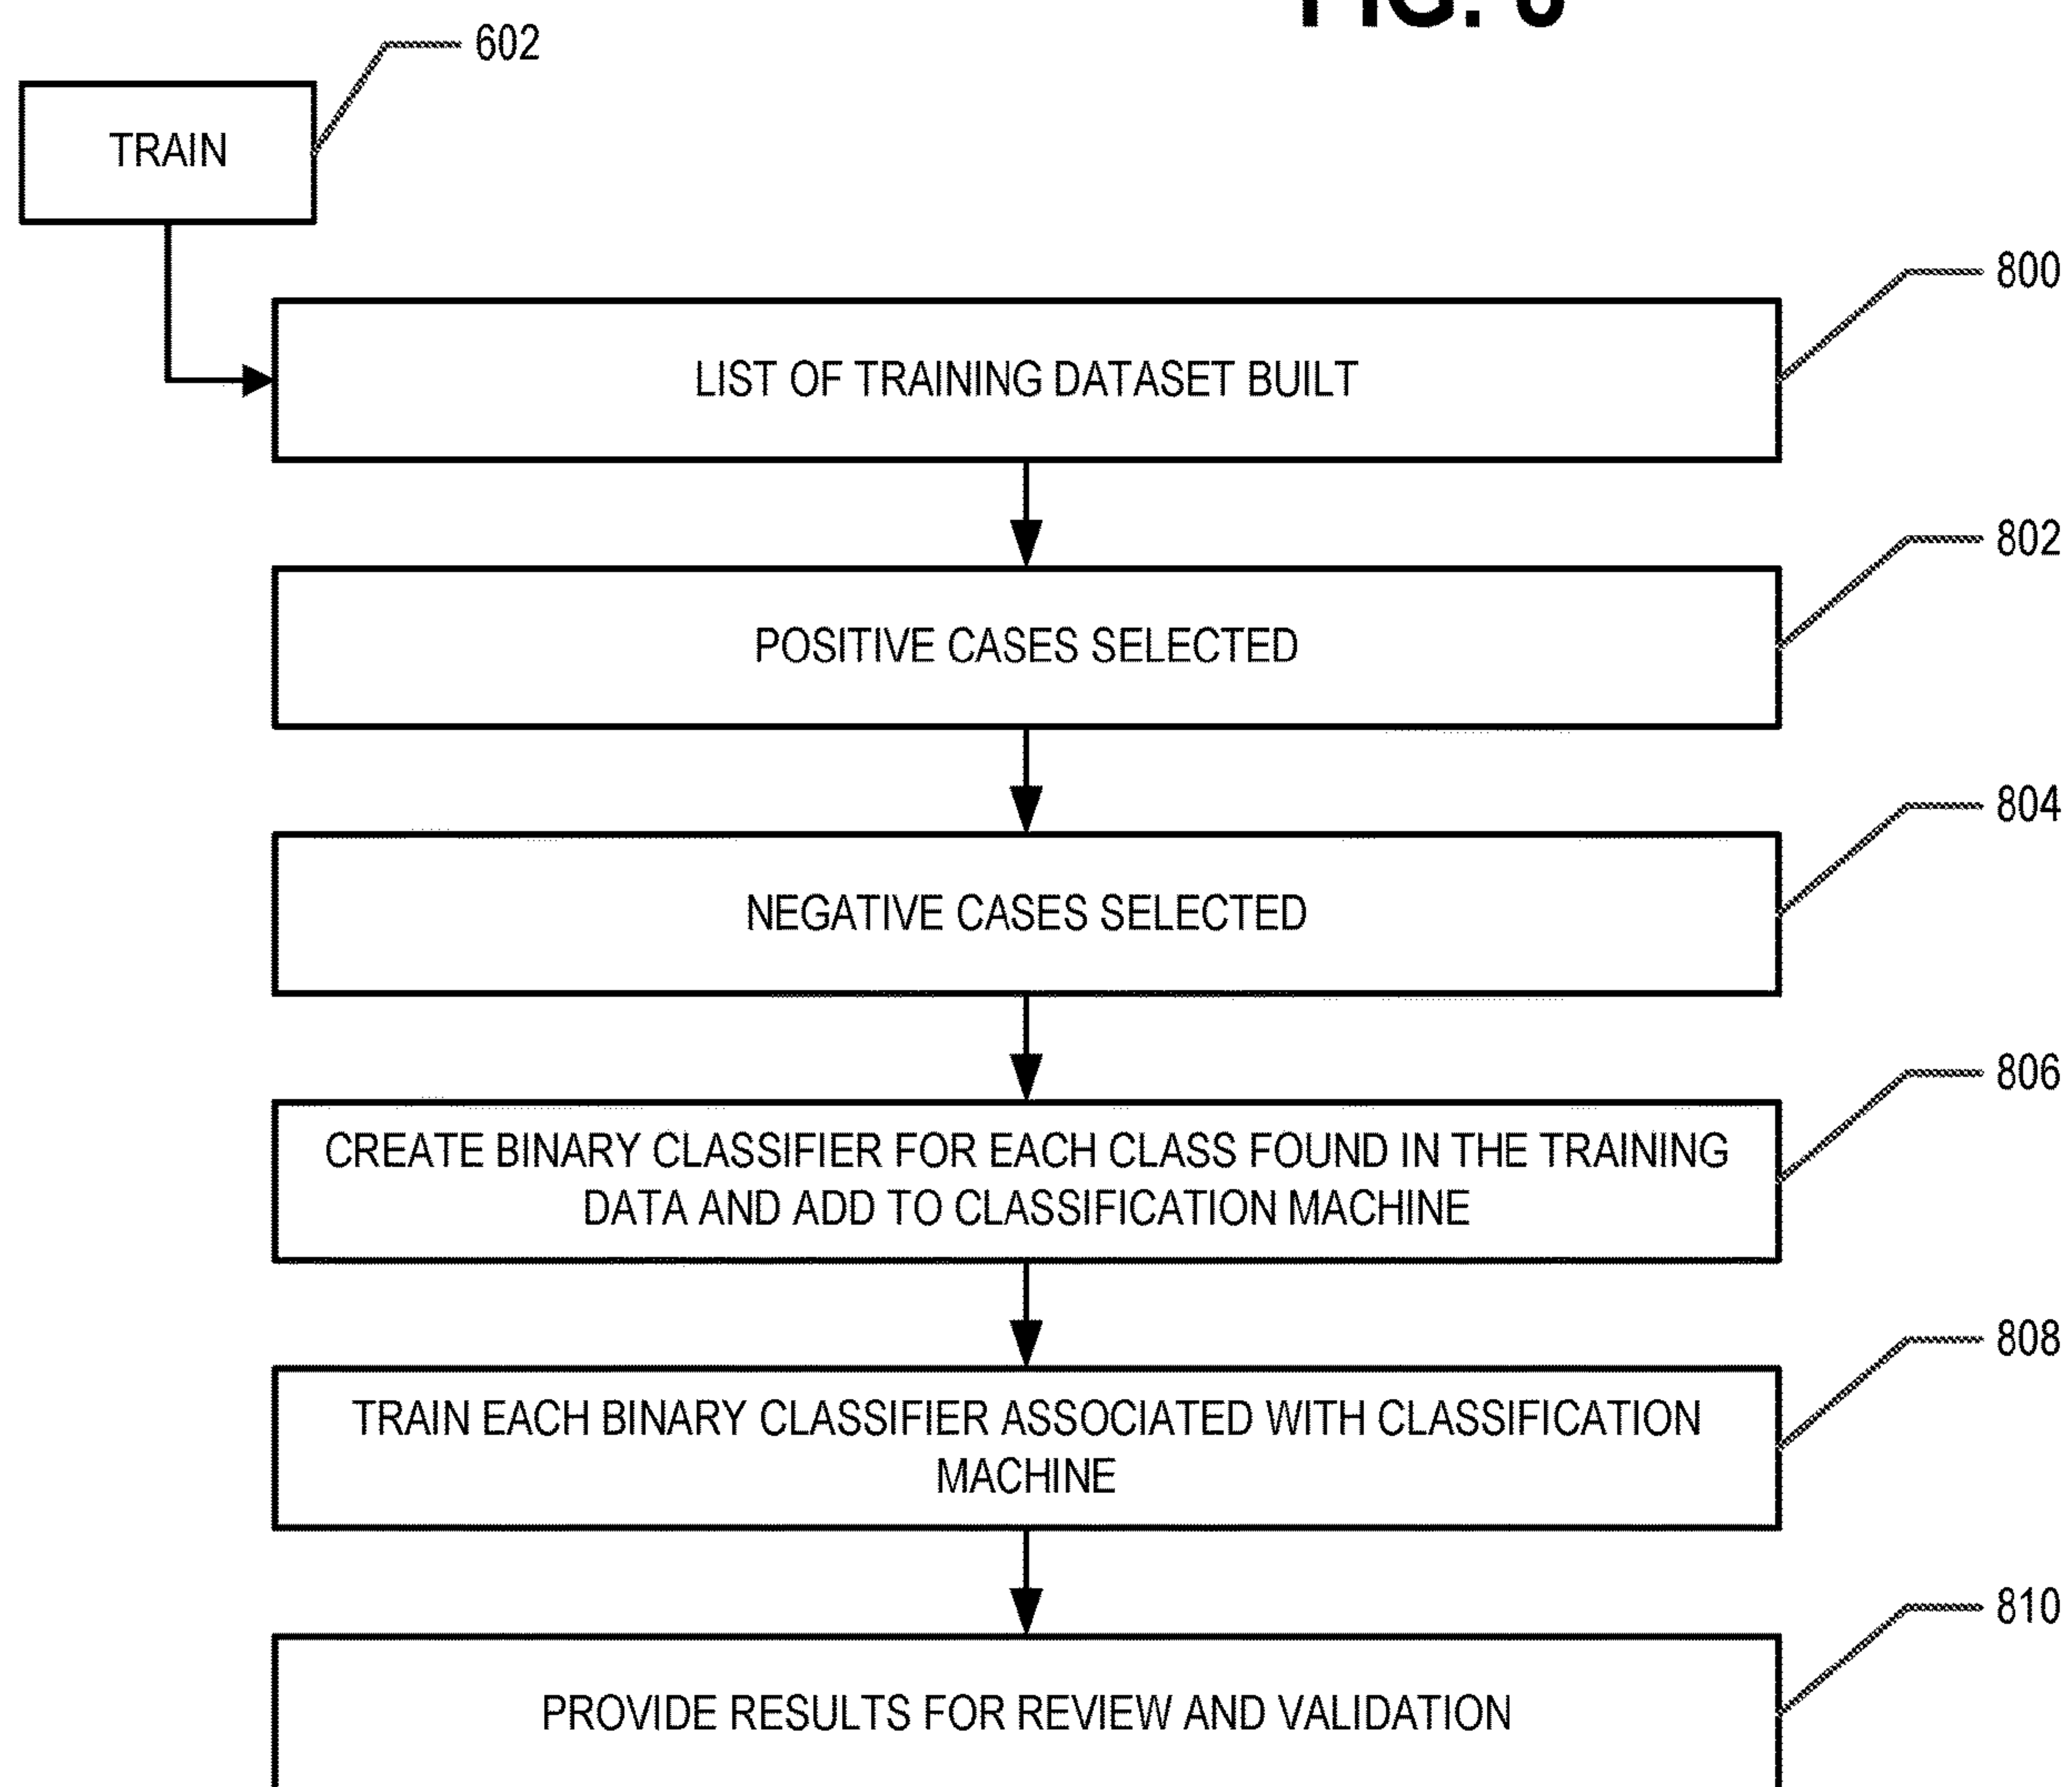 FIG. 8
602
TRAIN
800
LIST OF TRAINING DATASET BUILT
802
POSITIVE CASES SELECTED
804
NEGATIVE CASES SELECTED
806
CREATE BINARY CLASSIFIER FOR EACH CLASS FOUND IN THE TRAINING
DATA AND ADD TO CLASSIFICATION MACHINE
808
TRAIN EACH BINARY CLASSIFIER ASSOCIATED WITH CLASSIFICATION
MACHINE
810
PROVIDE RESULTS FOR REVIEW AND VALIDATION